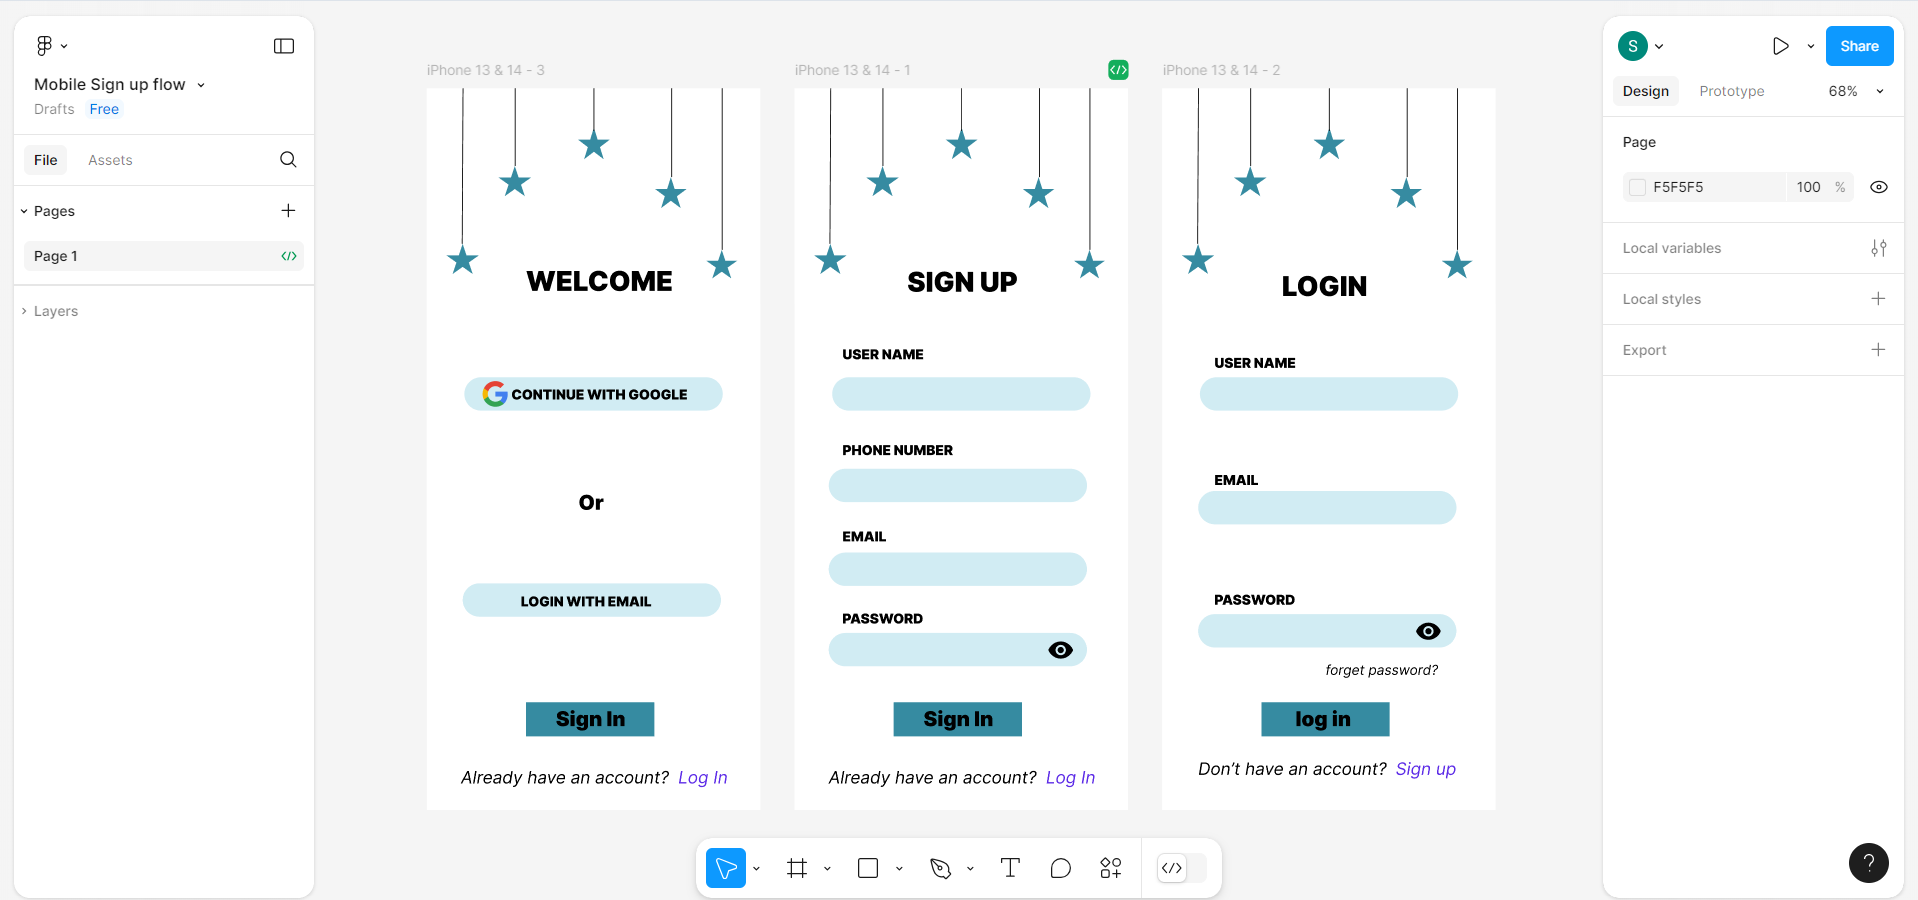 Mobile Sign up flow
Drafts Free
File Assets
Pages
Page 1
Layers
iPhone 13 & 14 - 3
WELCOME
CONTINUE WITH GOOGLE
Or
LOGIN WITH EMAIL
Sign In
Already have an account? Log In
iPhone 13 & 14 - 1
SIGN UP
USER NAME
PHONE NUMBER
EMAIL
PASSWORD
Sign In
Already have an account? Log In
iPhone 13 & 14 - 2
LOGIN
USER NAME
EMAIL
PASSWORD
forget password?
log in
Don't have an account? Sign up
S
Share
Design Prototype 68%
Page
F5F5F5 100 %
Local variables
Local styles
Export
?